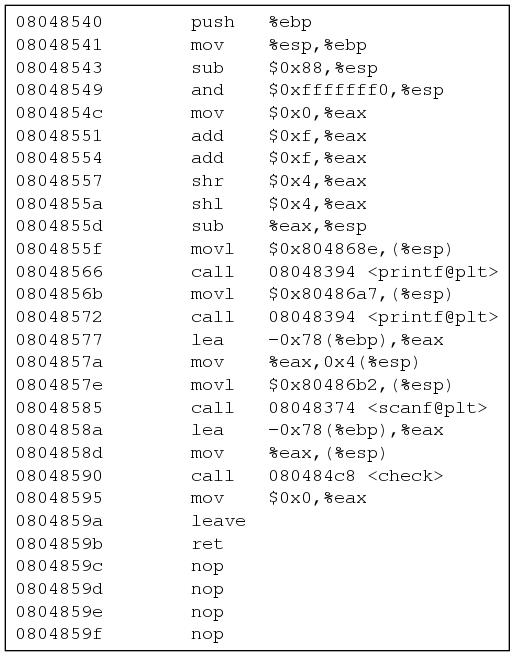 08048540 push %ebp
08048541 mov %esp,%ebp
08048543 sub $0x88,%esp
08048549 and $0xfffffff0,%esp
0804854c mov $0x0,%eax
08048551 add $0xf,%eax
08048554 add $0xf,%eax
08048557 shr $0x4,%eax
0804855a shl $0x4,%eax
0804855d sub %eax,%esp
0804855f movl $0x804868e,(%esp)
08048566 call 08048394 <printf@plt>
0804856b movl $0x80486a7,(%esp)
08048572 call 08048394 <printf@plt>
08048577 lea -0x78(%ebp),%eax
0804857a mov %eax,0x4(%esp)
0804857e movl $0x80486b2,(%esp)
08048585 call 08048374 <scanf@plt>
0804858a lea -0x78(%ebp),%eax
0804858d mov %eax,(%esp)
08048590 call 080484c8 <check>
08048595 mov $0x0,%eax
0804859a leave
0804859b ret
0804859c nop
0804859d nop
0804859e nop
0804859f nop